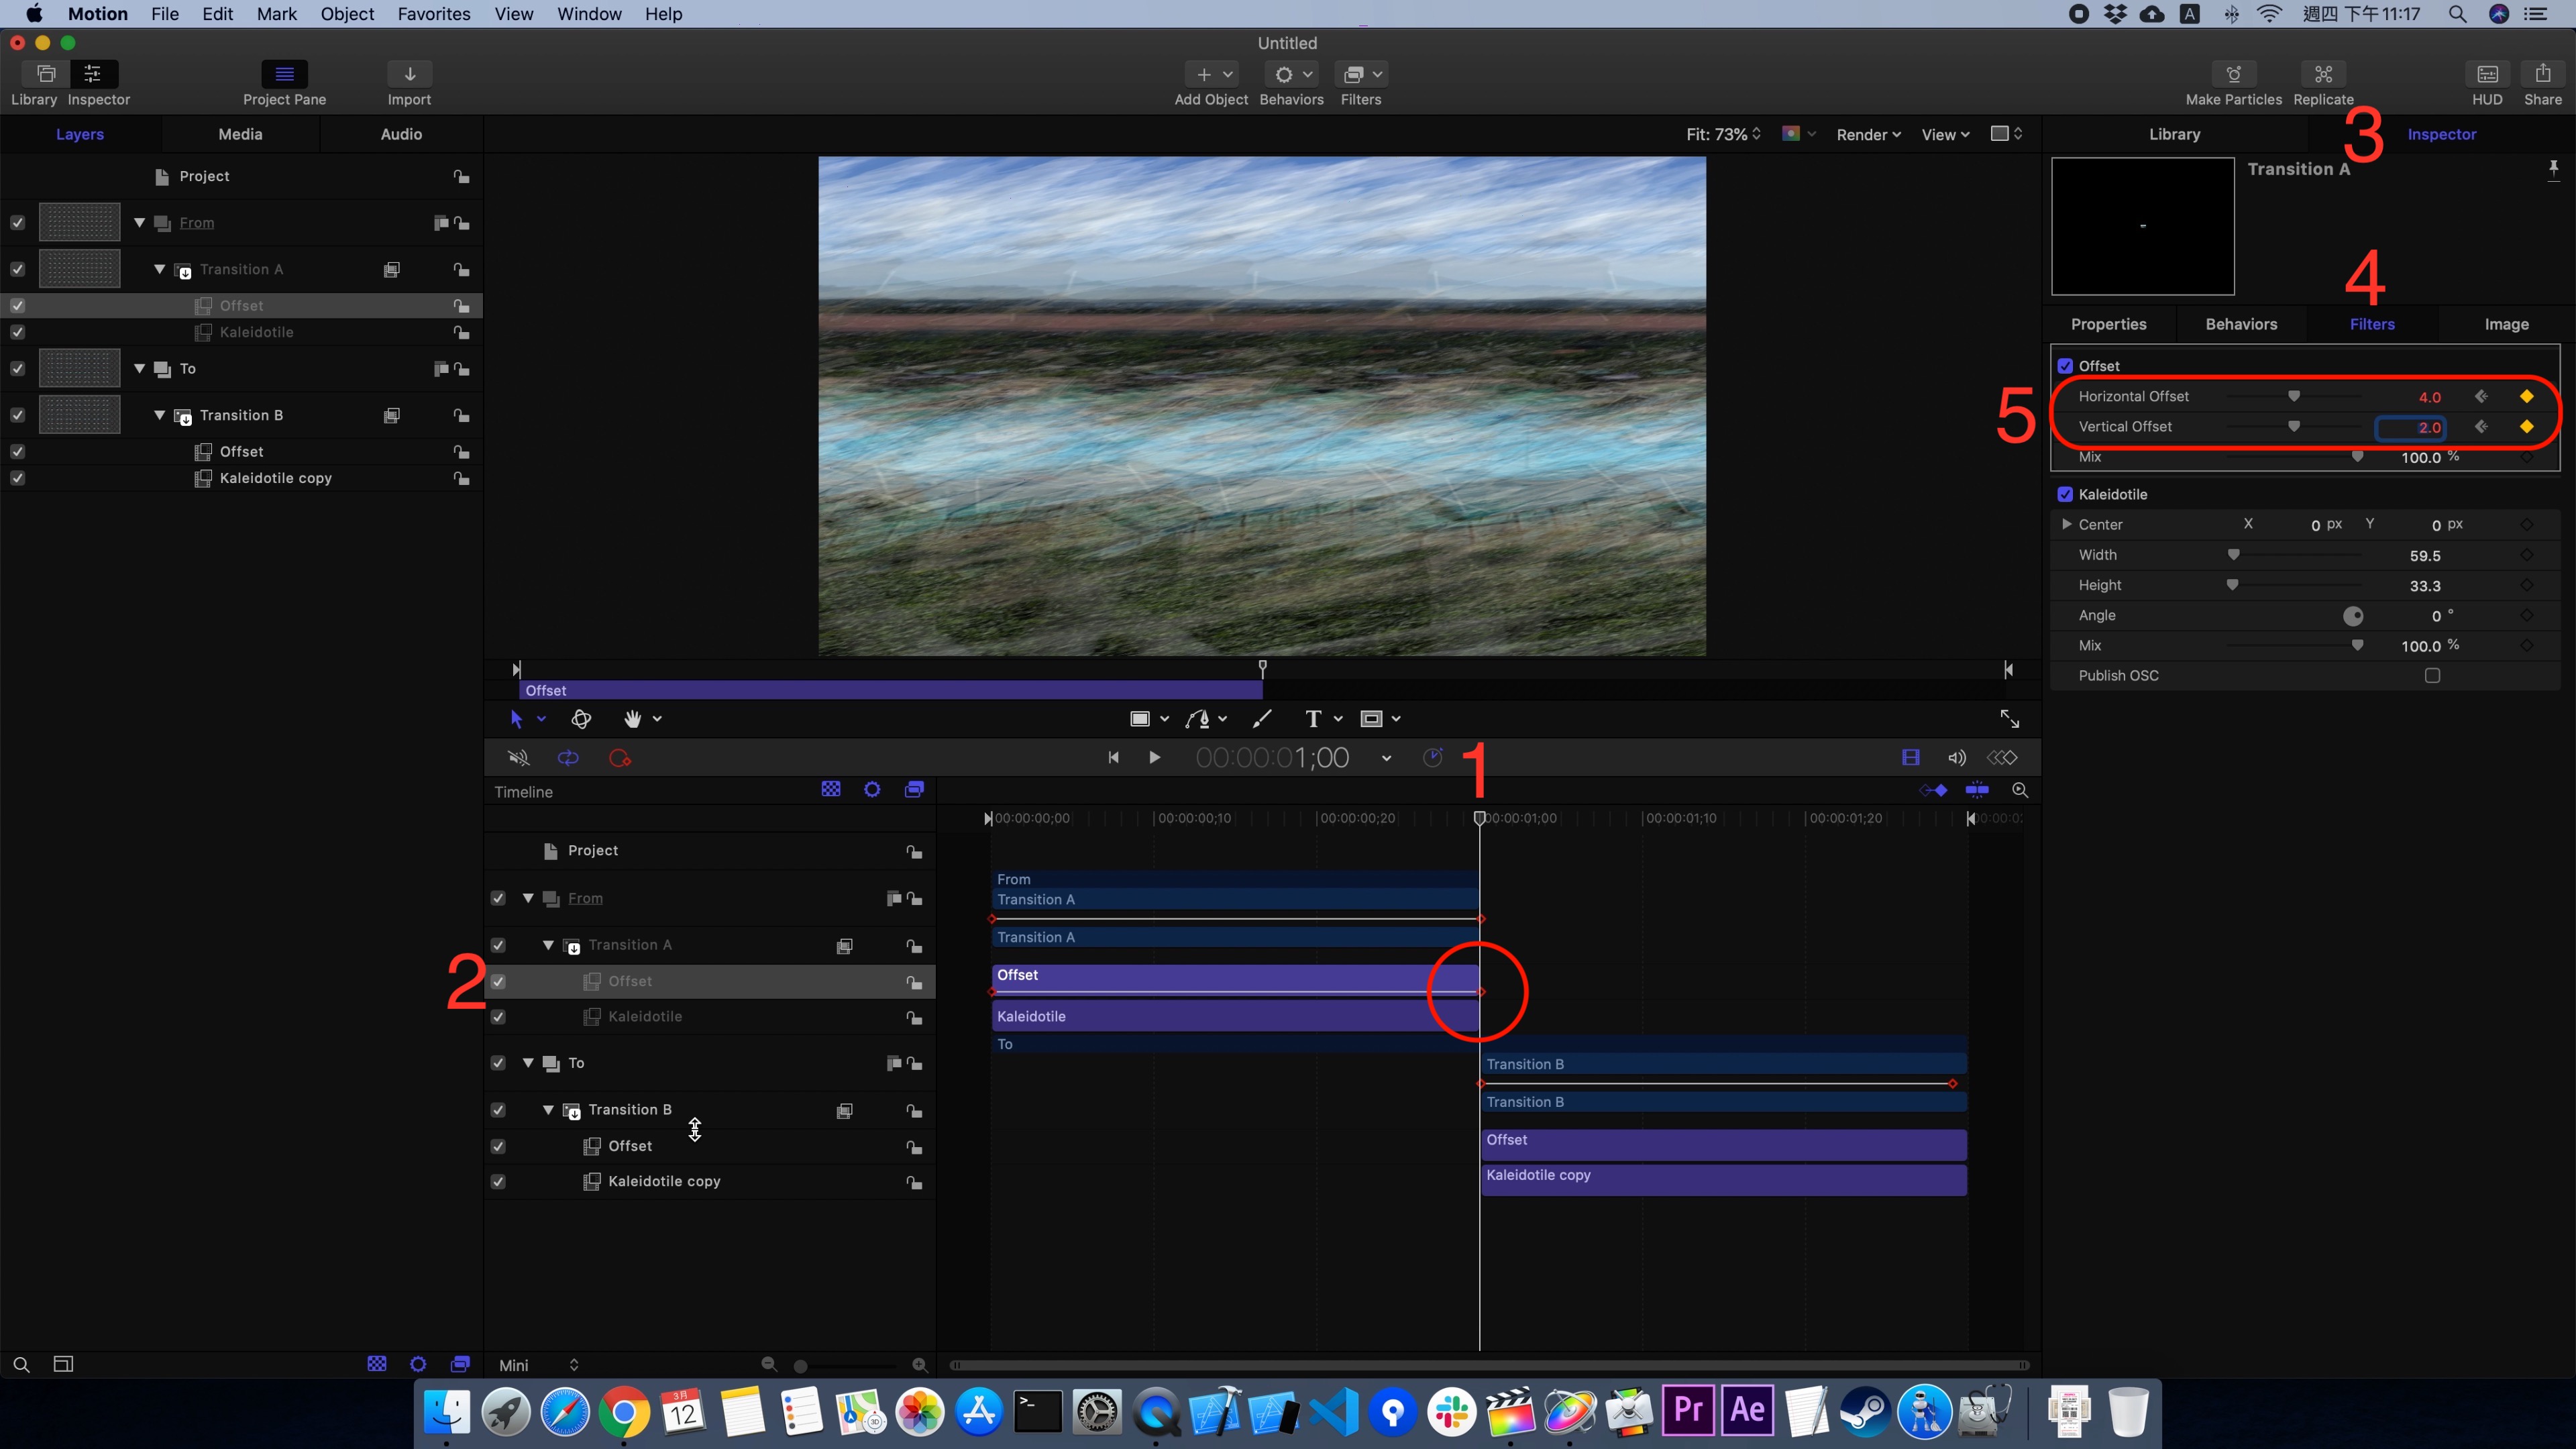 Motion File Edit Mark Object Favorites View Window Help
A 週四 下午11:17
Untitled
Library Inspector Project Pane Import Add Object Behaviors Filters Make Particles Replicate HUD Share
Layers Media Audio
Fit: 73% Render View
Library 3 Inspector
Project
Transition A
From
Transition A
Offset
Kaleidotile
To
Transition B
Offset
Kaleidotile copy
4
Properties Behaviors Filters Image
Offset
5
Horizontal Offset 4.0
Vertical Offset 2.0
Mix 100.0 %
Kaleidotile
Center X 0 px Y 0 px
Width 59.5
Height 33.3
Angle 0 °
Mix 100.0 %
Publish OSC
Offset
T
00:00:01;00
1
Timeline
00:00:00;00 00:00:00;10 00:00:00;20 00:00:01;00 00:00:01;10 00:00:01;20
Project
From
From
Transition A
Transition A
Transition A
2
Offset
Offset
Kaleidotile
Kaleidotile
To
To
Transition B
Transition B
Transition B
Offset
Offset
Kaleidotile copy
Kaleidotile copy
Mini
3月
12
3D
Pr
Ae